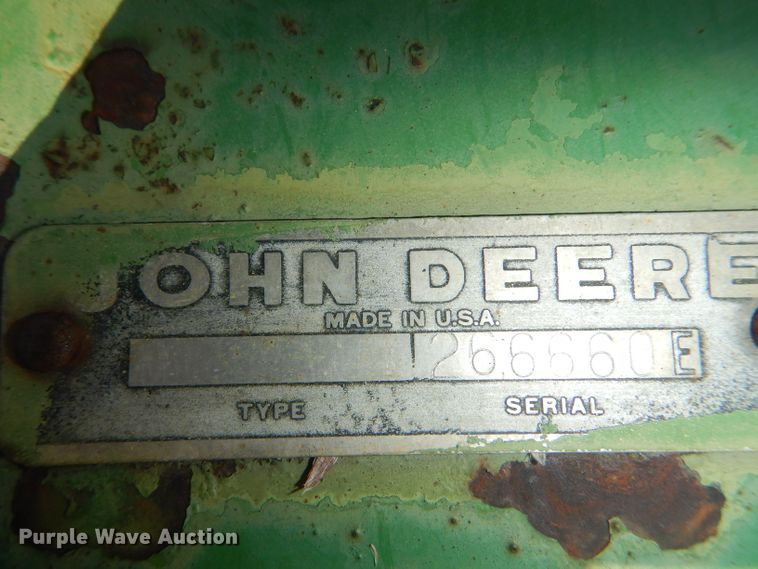 JOHN DEERE
MADE IN U.S.A.
266660E
TYPE SERIAL
Purple Wave Auction